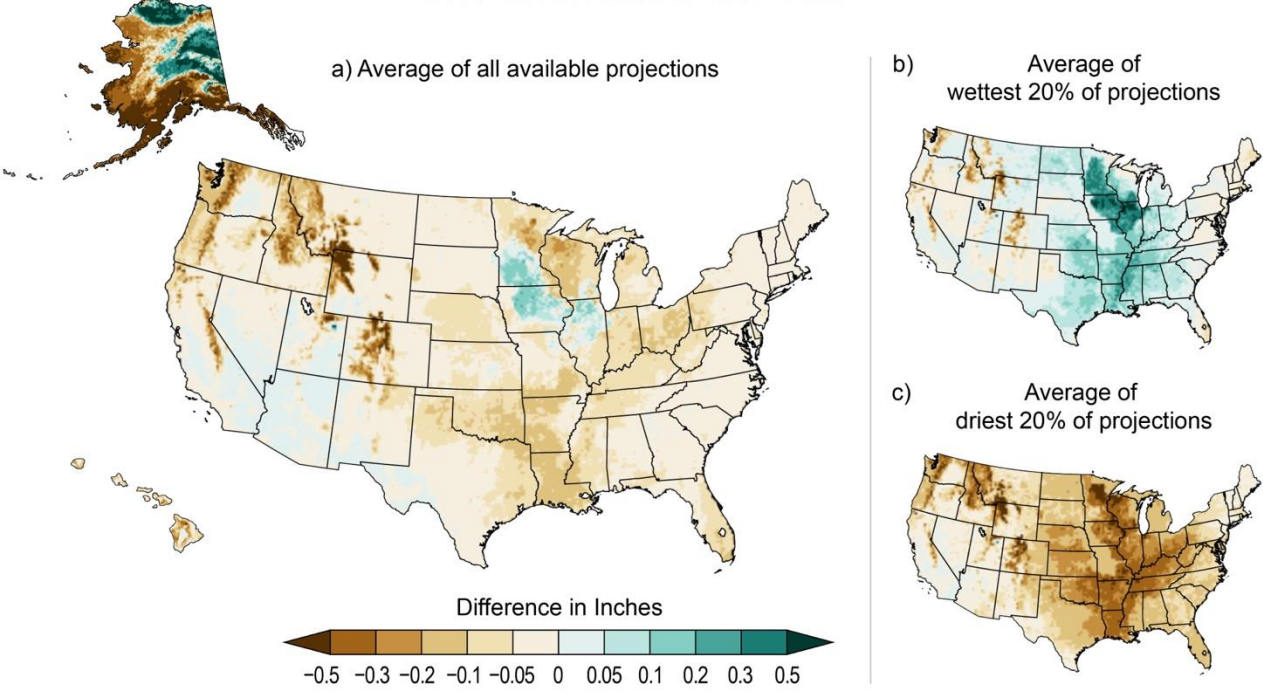 a) Average of all available projections
b)
Average of
wettest 20% of projections
c)
Average of
driest 20% of projections
Difference in Inches
−0.5 −0.3 −0.2 −0.1 −0.05 0 0.05 0.1 0.2 0.3 0.5